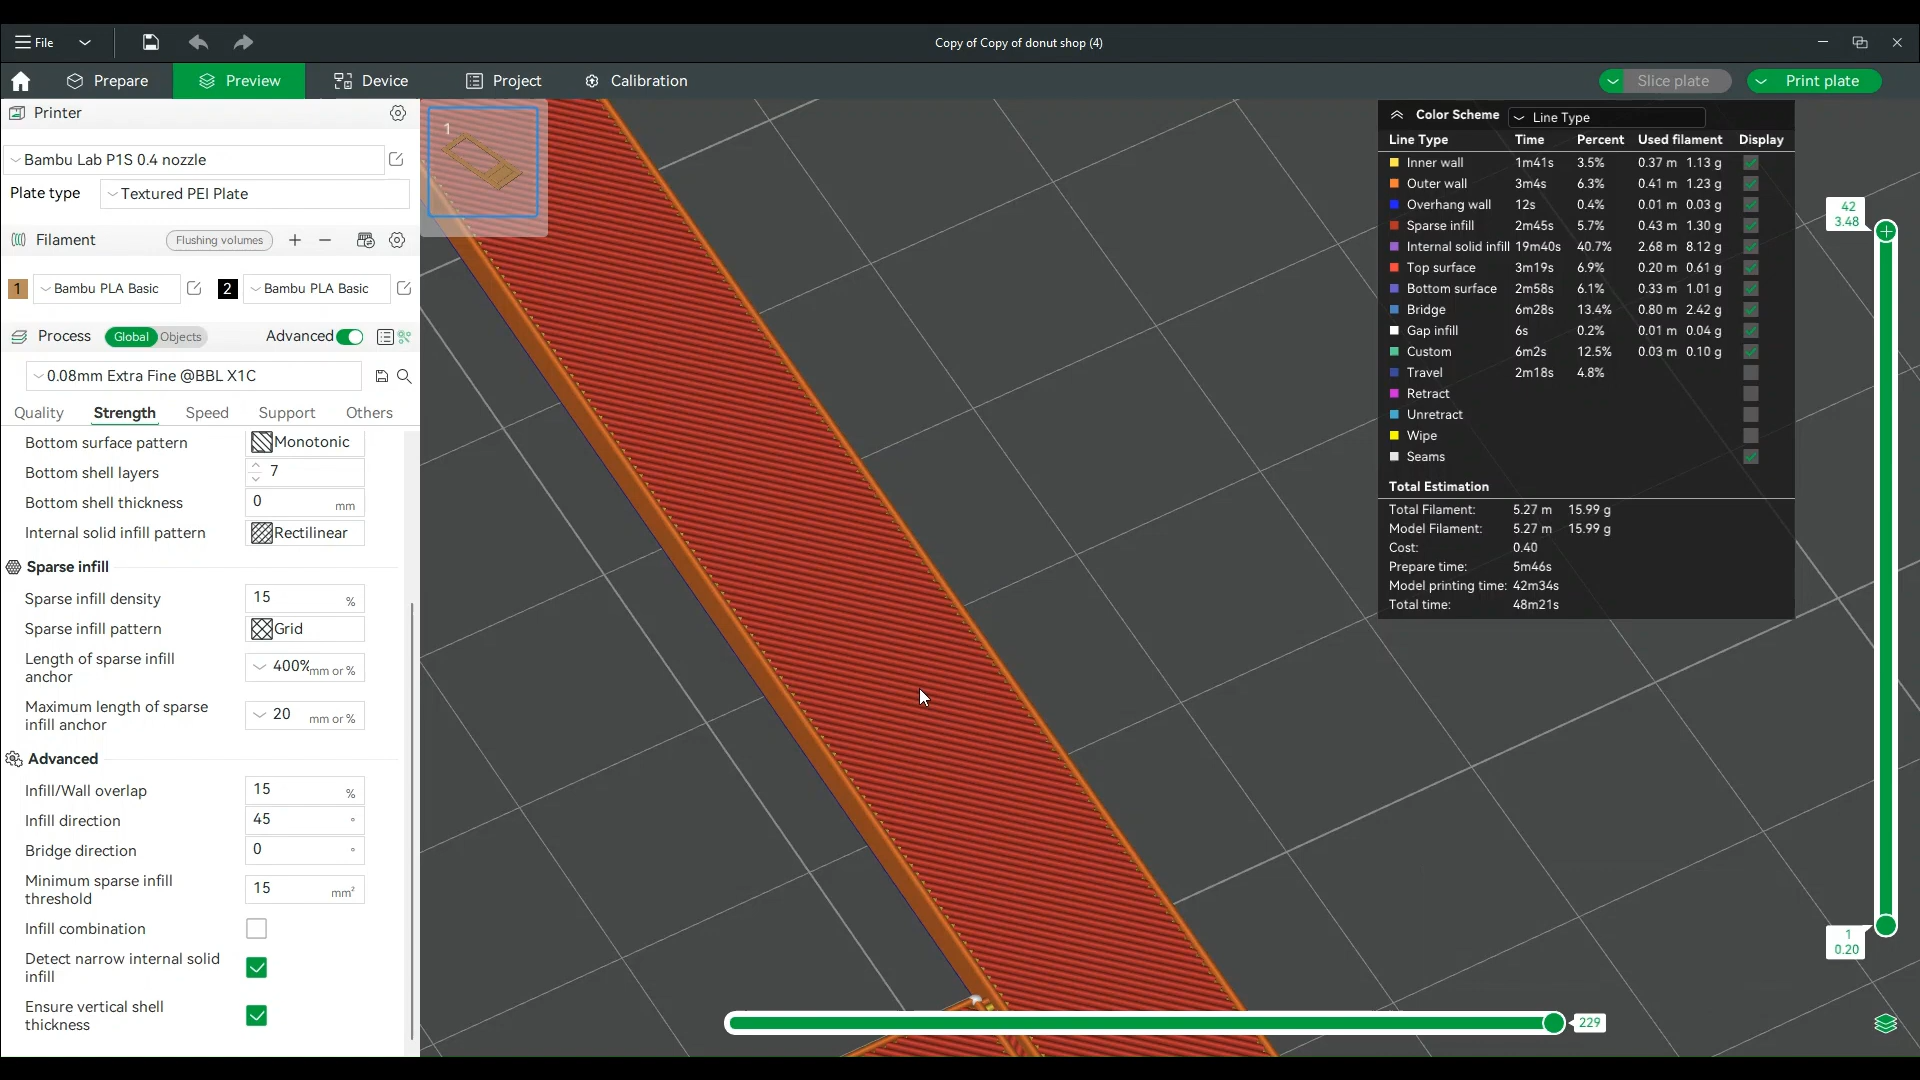 File
Copy of Copy of donut shop (4)
Prepare
Preview
Device
Project
Calibration
Slice plate
Print plate
Printer
Bambu Lab P1S 0.4 nozzle
Plate type
Textured PEI Plate
Filament
Flushing volumes
1 Bambu PLA Basic
2 Bambu PLA Basic
Process Global Objects Advanced
0.08mm Extra Fine @BBL X1C
Quality Strength Speed Support Others
Bottom surface pattern Monotonic
Bottom shell layers 7
Bottom shell thickness 0 mm
Internal solid infill pattern Rectilinear
Sparse infill
Sparse infill density 15 %
Sparse infill pattern Grid
Length of sparse infill
anchor
400% mm or %
Maximum length of sparse
infill anchor
20 mm or %
Advanced
Infill/Wall overlap 15 %
Infill direction 45 °
Bridge direction 0 °
Minimum sparse infill
threshold
15 mm²
Infill combination
Detect narrow internal solid
infill
Ensure vertical shell
thickness
1
Color Scheme Line Type
Line Type Time Percent Used filament Display
Inner wall 1m41s 3.5% 0.37 m 1.13 g
Outer wall 3m4s 6.3% 0.41 m 1.23 g
Overhang wall 12s 0.4% 0.01 m 0.03 g
Sparse infill 2m45s 5.7% 0.43 m 1.30 g
Internal solid infill 19m40s 40.7% 2.68 m 8.12 g
Top surface 3m19s 6.9% 0.20 m 0.61 g
Bottom surface 2m58s 6.1% 0.33 m 1.01 g
Bridge 6m28s 13.4% 0.80 m 2.42 g
Gap infill 6s 0.2% 0.01 m 0.04 g
Custom 6m2s 12.5% 0.03 m 0.10 g
Travel 2m18s 4.8%
Retract
Unretract
Wipe
Seams
Total Estimation
Total Filament: 5.27 m 15.99 g
Model Filament: 5.27 m 15.99 g
Cost: 0.40
Prepare time: 5m46s
Model printing time: 42m34s
Total time: 48m21s
42
3.48
1
0.20
229